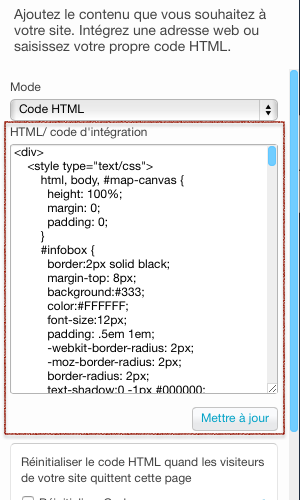 Ajoutez le contenu que vous souhaitez à
votre site. Intégrez une adresse web ou
saisissez votre propre code HTML.
Mode
Code HTML
HTML/ code d'intégration
<div>
<style type="text/css">
html, body, #map-canvas {
height: 100%;
margin: 0;
padding: 0;
}
#infobox {
border:2px solid black;
margin-top: 8px;
background:#333;
color:#FFFFFF;
font-size:12px;
padding: .5em 1em;
-webkit-border-radius: 2px;
-moz-border-radius: 2px;
border-radius: 2px;
text-shadow:0 -1px #000000;
Mettre à jour
Réinitialiser le code HTML quand les visiteurs
de votre site quittent cette page